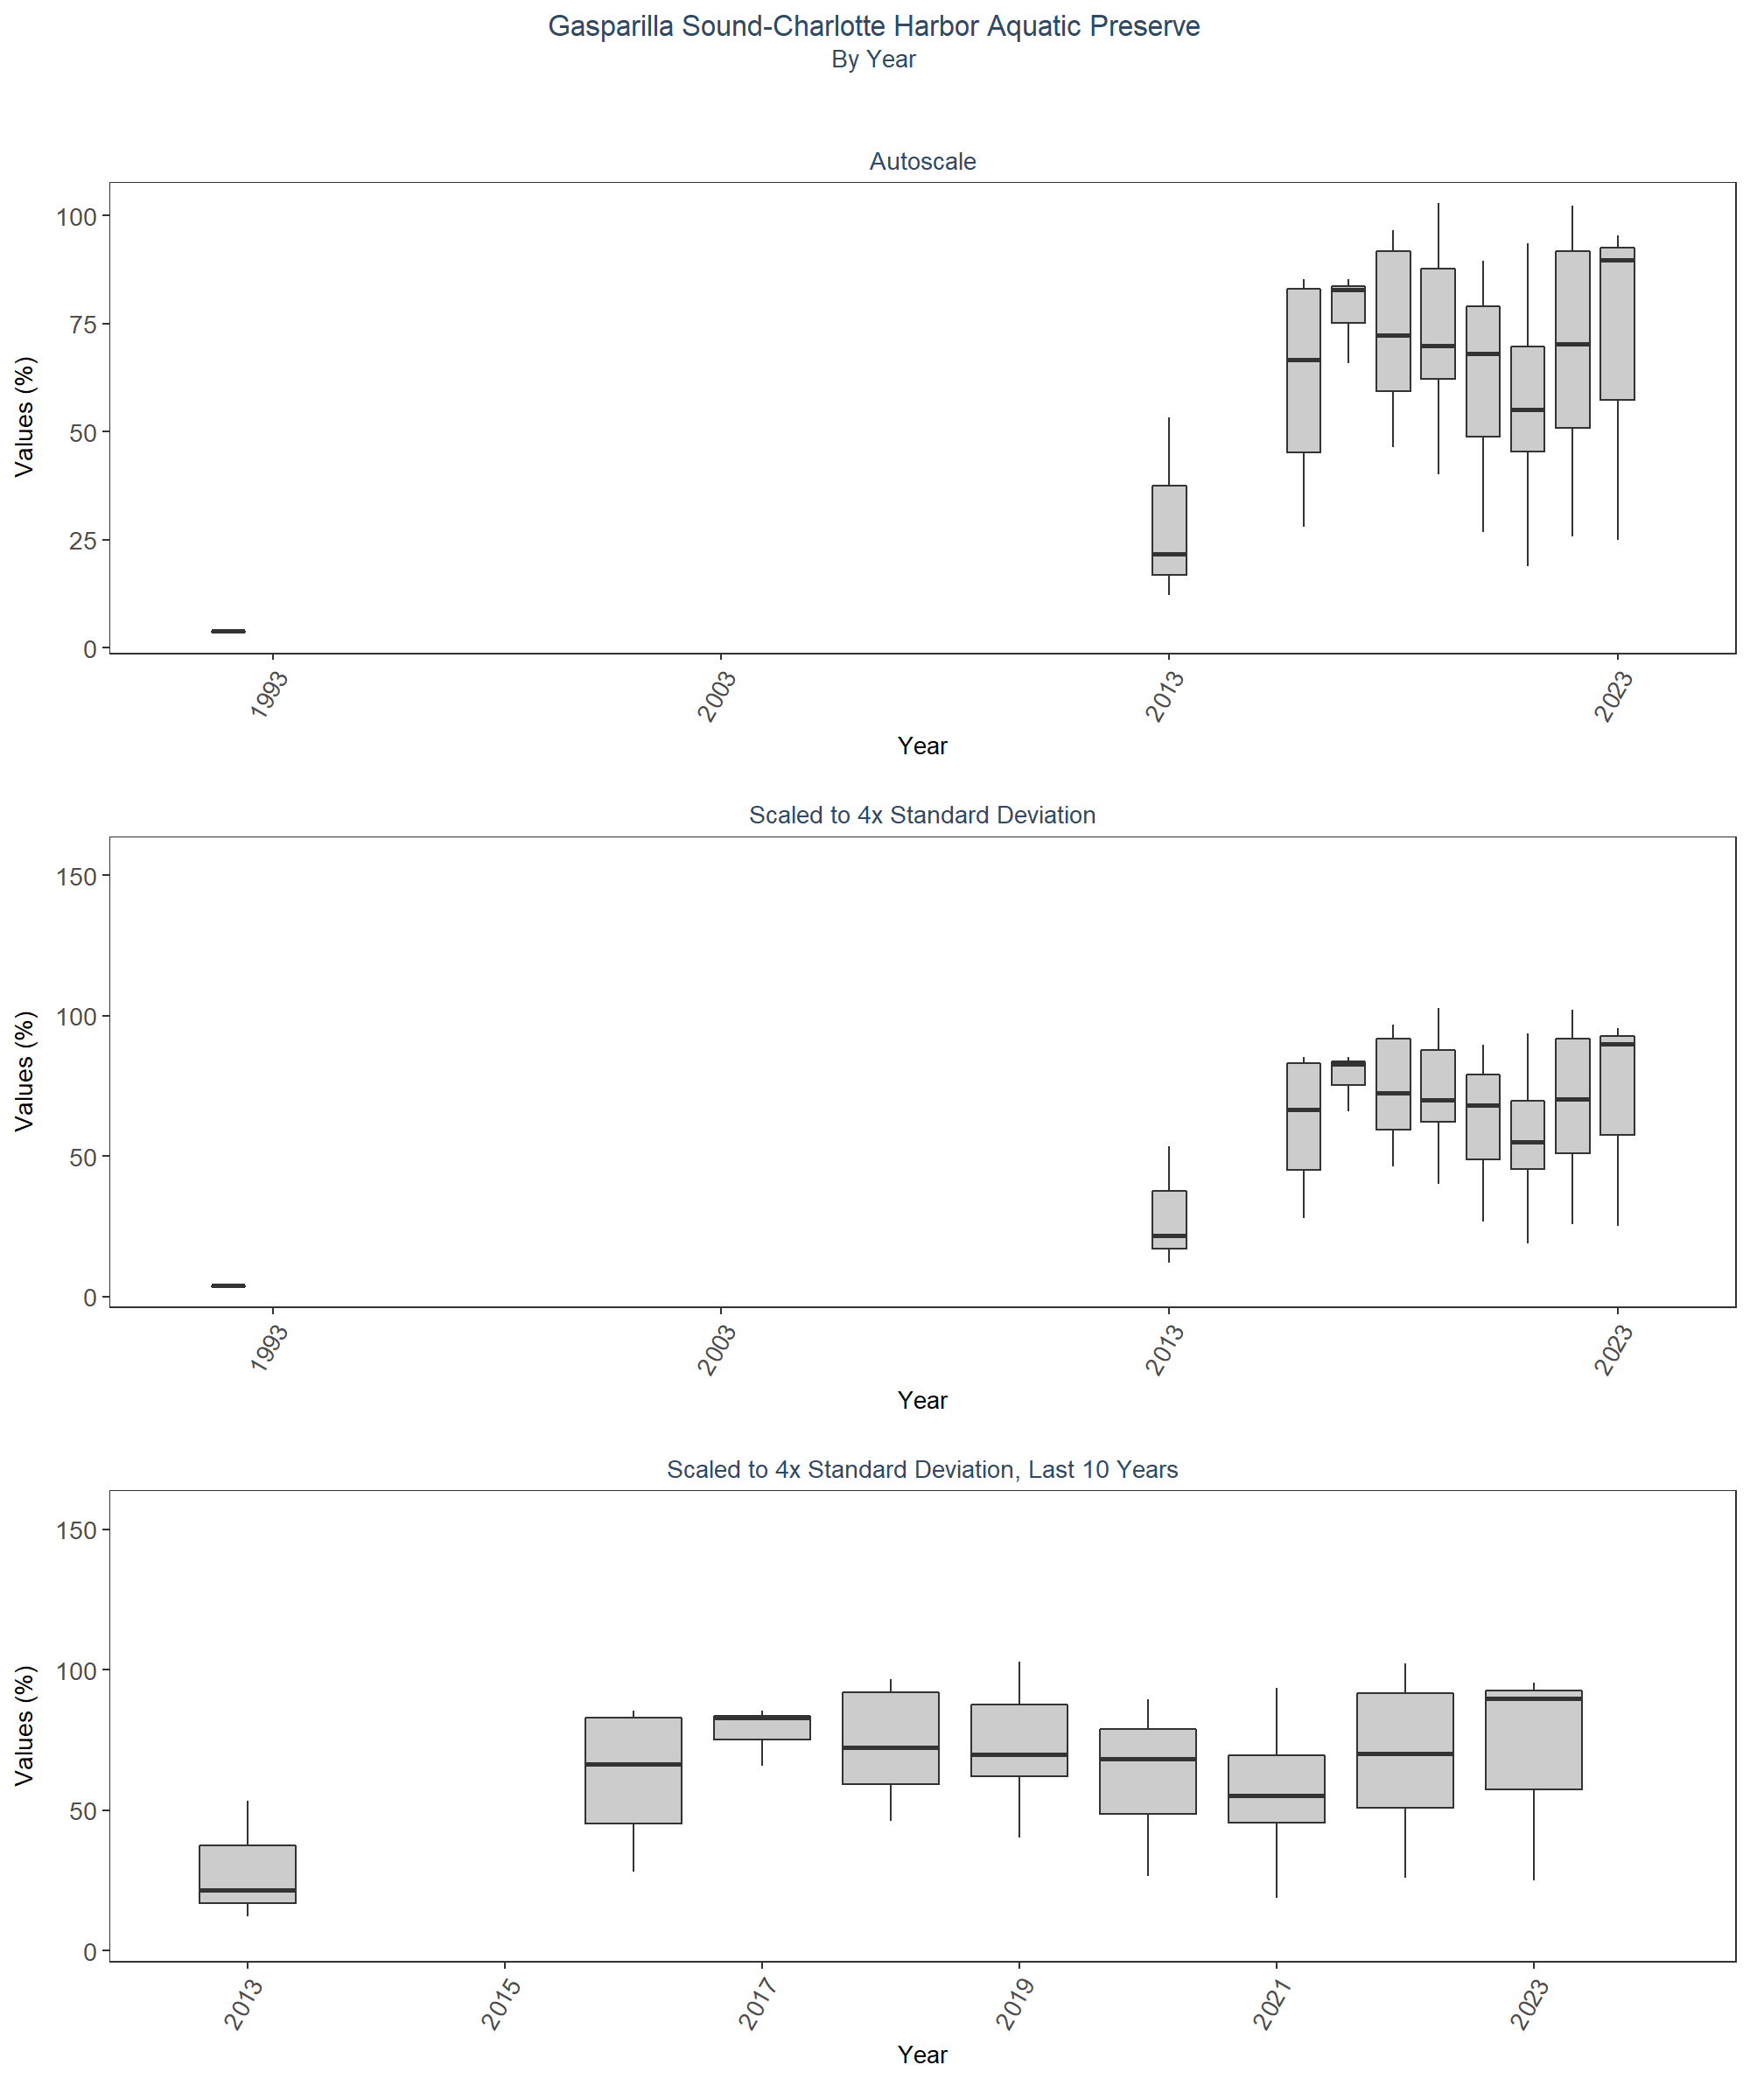 Gasparilla Sound-Charlotte Harbor Aquatic Preserve
By Year
Autoscale
Values (%)
100
75
50
25
0
1993
2003
2013
2023
Year
Scaled to 4x Standard Deviation
Values (%)
150
100
50
0
1993
2003
2013
2023
Year
Scaled to 4x Standard Deviation, Last 10 Years
Values (%)
150
100
50
0
2013
2015
2017
2019
2021
2023
Year